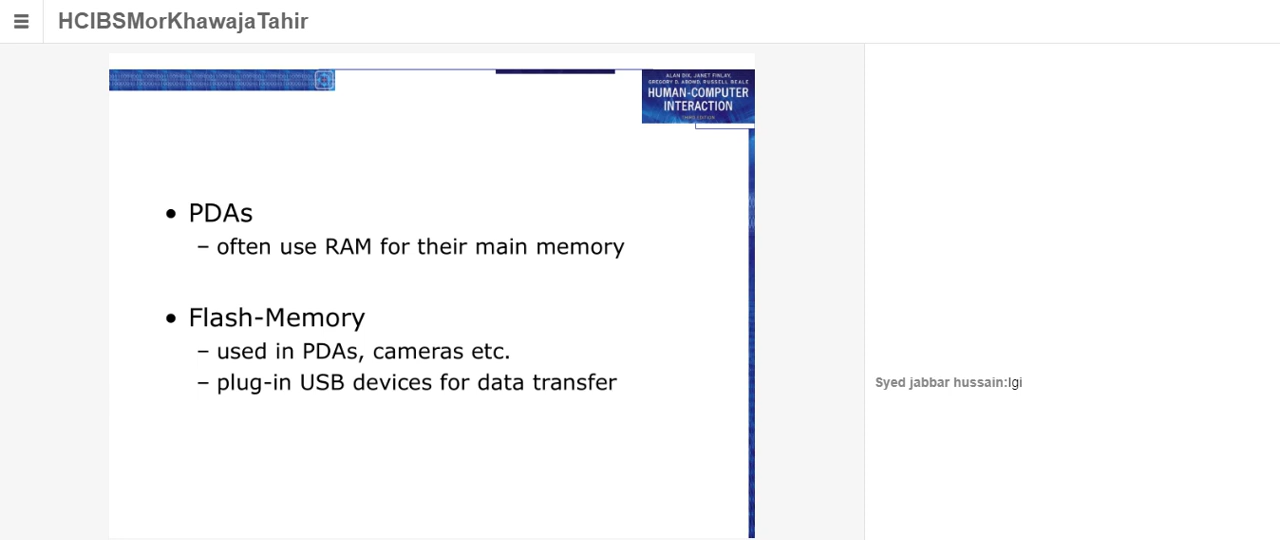 HCIBSMorKhawajaTahir
ALAN DIX, JANET FINLAY,
GREGORY D. ABOWD, RUSSELL BEALE
HUMAN-COMPUTER
INTERACTION
THIRD EDITION
• PDAs
– often use RAM for their main memory
• Flash-Memory
– used in PDAs, cameras etc.
– plug-in USB devices for data transfer
Syed jabbar hussain:lgi